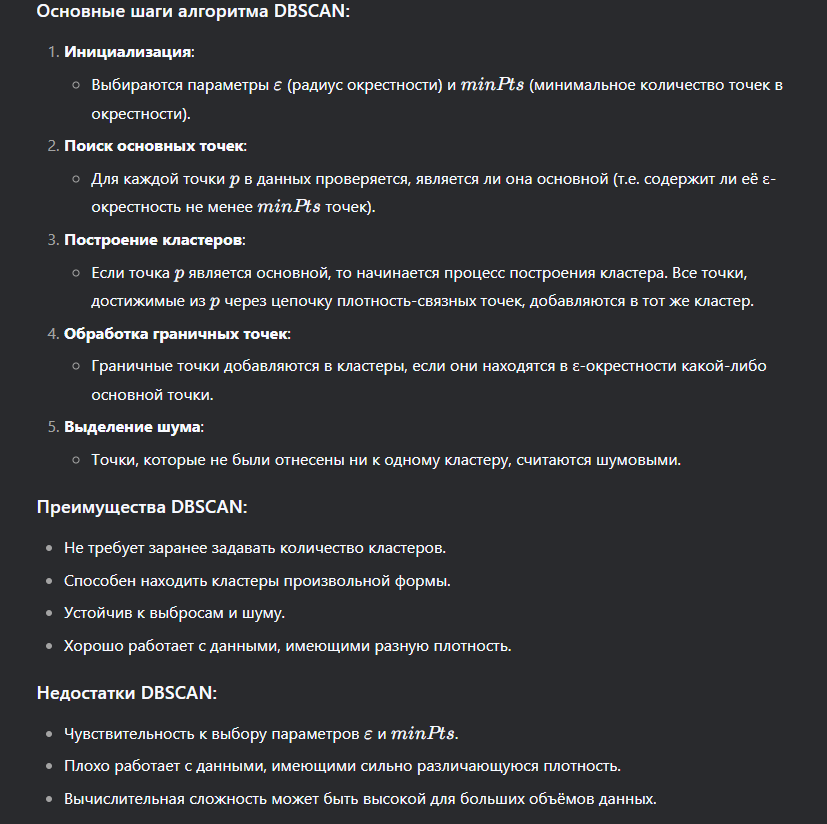 Основные шаги алгоритма DBSCAN:
1. Инициализация:
Выбираются параметры ε (радиус окрестности) и minPts (минимальное количество точек в
окрестности).
2. Поиск основных точек:
Для каждой точки p в данных проверяется, является ли она основной (т.е. содержит ли её ε-
окрестность не менее minPts точек).
3. Построение кластеров:
Если точка p является основной, то начинается процесс построения кластера. Все точки,
достижимые из p через цепочку плотность-связных точек, добавляются в тот же кластер.
4. Обработка граничных точек:
Граничные точки добавляются в кластеры, если они находятся в ε-окрестности какой-либо
основной точки.
5. Выделение шума:
Точки, которые не были отнесены ни к одному кластеру, считаются шумовыми.
Преимущества DBSCAN:
Не требует заранее задавать количество кластеров.
Способен находить кластеры произвольной формы.
Устойчив к выбросам и шуму.
Хорошо работает с данными, имеющими разную плотность.
Недостатки DBSCAN:
Чувствительность к выбору параметров ε и minPts.
Плохо работает с данными, имеющими сильно различающуюся плотность.
Вычислительная сложность может быть высокой для больших объёмов данных.